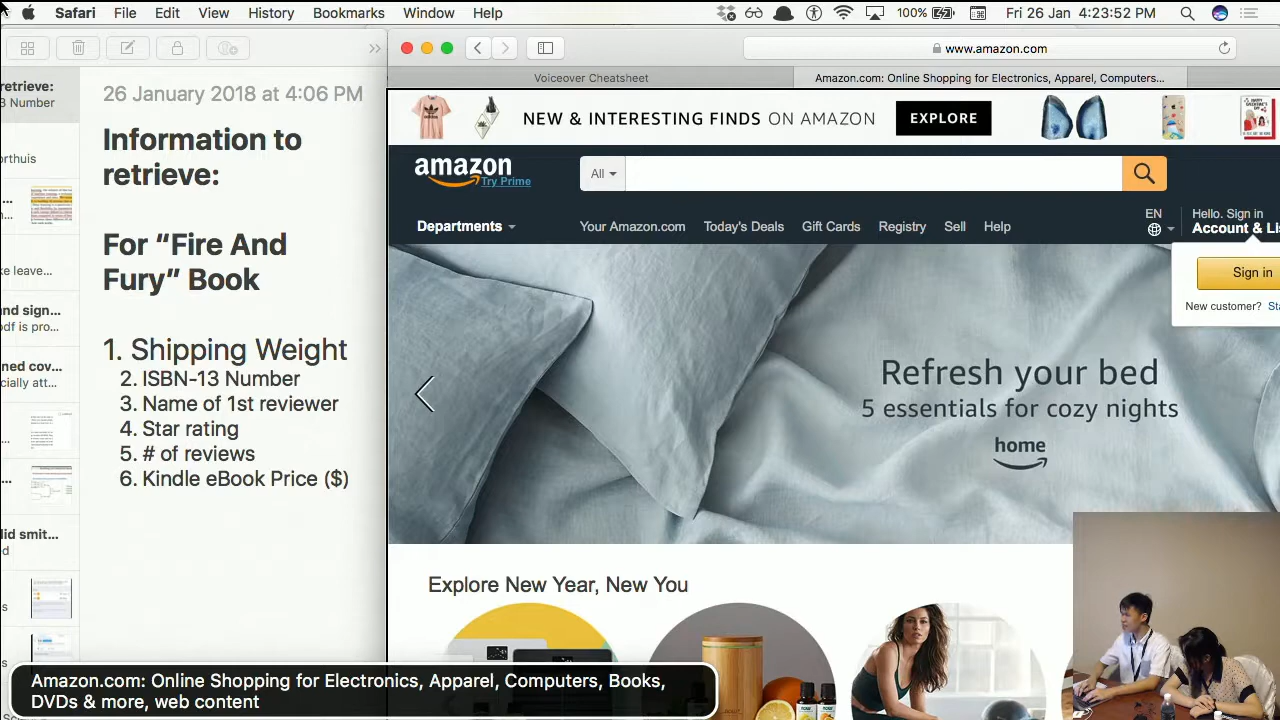 Safari File Edit View History Bookmarks Window Help
100% Fri 26 Jan 4:23:52 PM
www.amazon.com
Voiceover Cheatsheet
Amazon.com: Online Shopping for Electronics, Apparel, Computers...
retrieve:
3 Number
orthuis
ke leave...
and sign...
pdf is pro...
ned cov...
cially att...
lid smit...
ed
26 January 2018 at 4:06 PM
Information to
retrieve:
For “Fire And
Fury” Book
1. Shipping Weight
2. ISBN-13 Number
3. Name of 1st reviewer
4. Star rating
5. # of reviews
6. Kindle eBook Price ($)
NEW & INTERESTING FINDS ON AMAZON EXPLORE
amazon
Try Prime
All
Departments
Your Amazon.com Today's Deals Gift Cards Registry Sell Help
EN
Hello. Sign in
Account & Lis
Sign in
New customer? Sta
Refresh your bed
5 essentials for cozy nights
home
Explore New Year, New You
Amazon.com: Online Shopping for Electronics, Apparel, Computers, Books,
DVDs & more, web content